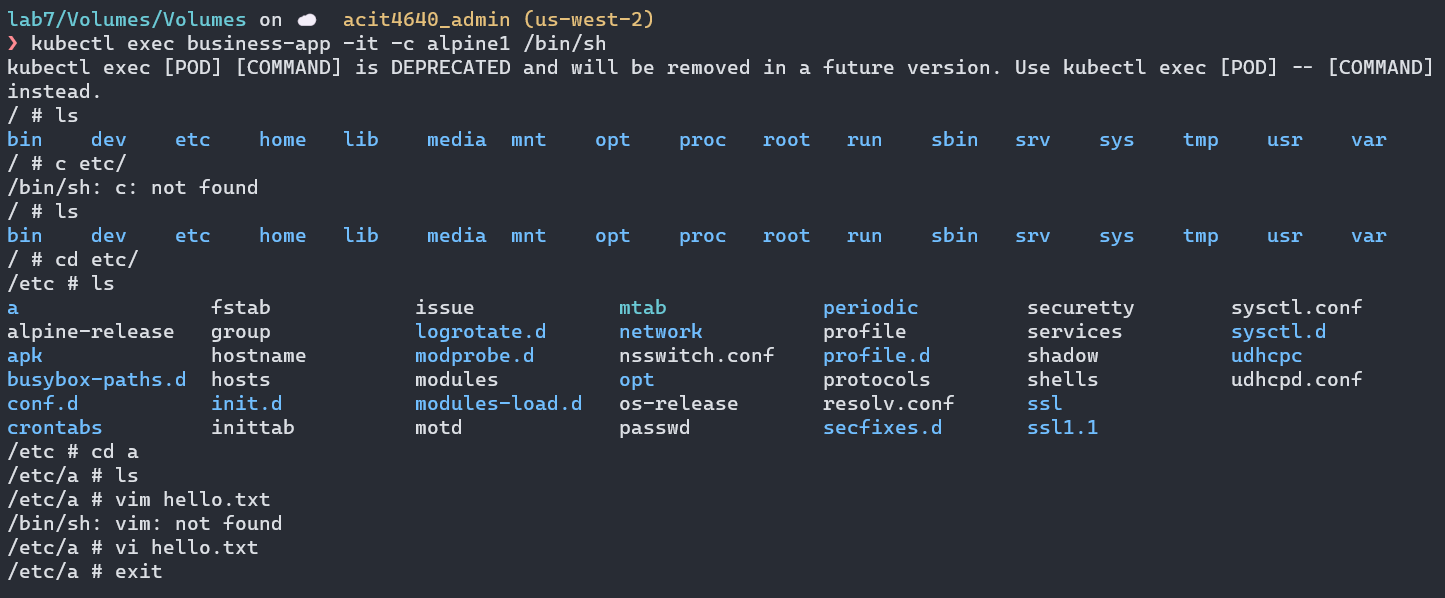 lab7/Volumes/Volumes on ☁️  acit4640_admin (us-west-2)
❯ kubectl exec business-app -it -c alpine1 /bin/sh
kubectl exec [POD] [COMMAND] is DEPRECATED and will be removed in a future version. Use kubectl exec [POD] -- [COMMAND]
instead.
/ # ls
bin    dev    etc    home   lib    media  mnt    opt    proc   root   run    sbin   srv    sys    tmp    usr    var
/ # c etc/
/bin/sh: c: not found
/ # ls
bin    dev    etc    home   lib    media  mnt    opt    proc   root   run    sbin   srv    sys    tmp    usr    var
/ # cd etc/
/etc # ls
a                fstab            issue            mtab             periodic         securetty        sysctl.conf
alpine-release   group            logrotate.d      network          profile          services         sysctl.d
apk              hostname         modprobe.d       nsswitch.conf    profile.d        shadow           udhcpc
busybox-paths.d  hosts            modules          opt              protocols        shells           udhcpd.conf
conf.d           init.d           modules-load.d   os-release       resolv.conf      ssl
crontabs         inittab          motd             passwd           secfixes.d       ssl1.1
/etc # cd a
/etc/a # ls
/etc/a # vim hello.txt
/bin/sh: vim: not found
/etc/a # vi hello.txt
/etc/a # exit